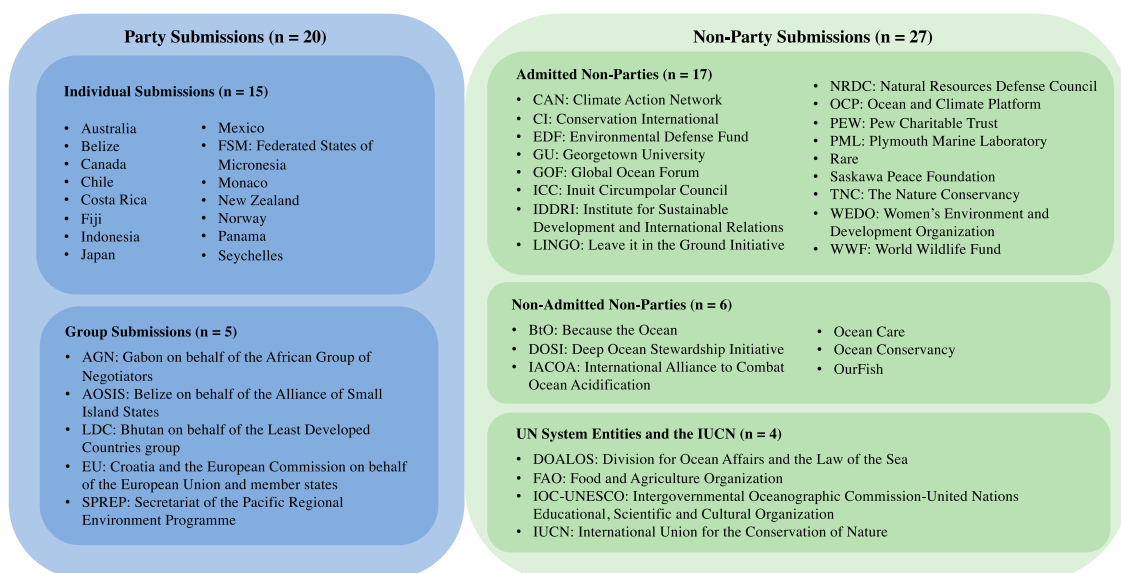 Party Submissions (n = 20)
Individual Submissions (n = 15)
• Australia
• Belize
• Canada
• Chile
• Costa Rica
• Fiji
• Indonesia
• Japan
• Mexico
• FSM: Federated States of
Micronesia
• Monaco
• New Zealand
• Norway
• Panama
• Seychelles
Group Submissions (n = 5)
• AGN: Gabon on behalf of the African Group of
Negotiators
• AOSIS: Belize on behalf of the Alliance of Small
Island States
• LDC: Bhutan on behalf of the Least Developed
Countries group
• EU: Croatia and the European Commission on behalf
of the European Union and member states
• SPREP: Secretariat of the Pacific Regional
Environment Programme
Non-Party Submissions (n = 27)
Admitted Non-Parties (n = 17)
• CAN: Climate Action Network
• CI: Conservation International
• EDF: Environmental Defense Fund
• GU: Georgetown University
• GOF: Global Ocean Forum
• ICC: Inuit Circumpolar Council
• IDDRI: Institute for Sustainable
Development and International Relations
• LINGO: Leave it in the Ground Initiative
• NRDC: Natural Resources Defense Council
• OCP: Ocean and Climate Platform
• PEW: Pew Charitable Trust
• PML: Plymouth Marine Laboratory
• Rare
• Saskawa Peace Foundation
• TNC: The Nature Conservancy
• WEDO: Women's Environment and
Development Organization
• WWF: World Wildlife Fund
Non-Admitted Non-Parties (n = 6)
• BtO: Because the Ocean
• DOSI: Deep Ocean Stewardship Initiative
• IACOA: International Alliance to Combat
Ocean Acidification
• Ocean Care
• Ocean Conservancy
• OurFish
UN System Entities and the IUCN (n = 4)
• DOALOS: Division for Ocean Affairs and the Law of the Sea
• FAO: Food and Agriculture Organization
• IOC-UNESCO: Intergovernmental Oceanographic Commission-United Nations
Educational, Scientific and Cultural Organization
• IUCN: International Union for the Conservation of Nature